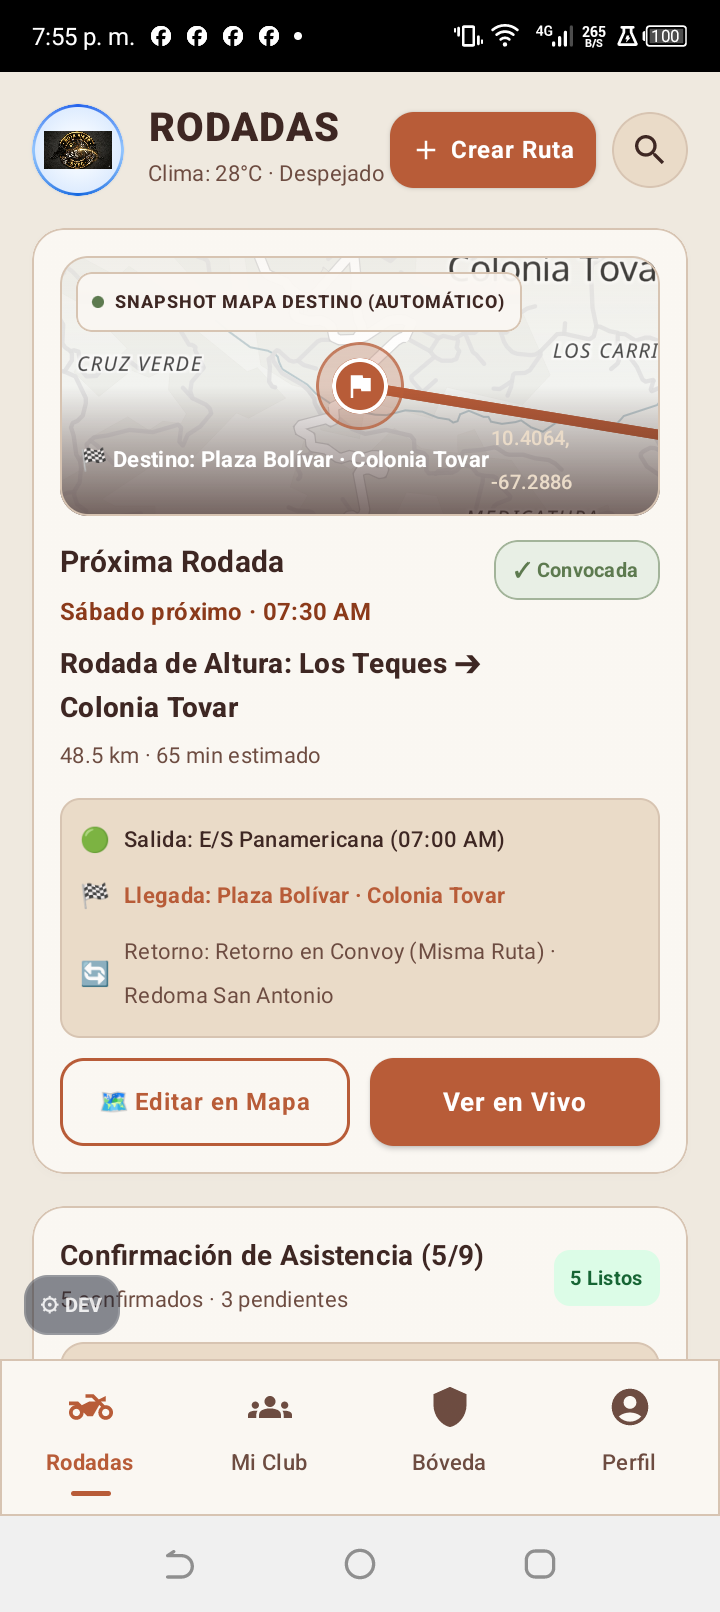 7:55 p. m.
4G
265
B/S
100
RODADAS
Clima: 28°C · Despejado
+ Crear Ruta
Colonia Tova
SNAPSHOT MAPA DESTINO (AUTOMÁTICO)
CRUZ VERDE
LOS CARRI
10.4064,
Destino: Plaza Bolívar · Colonia Tovar
-67.2886
MEDICATURA
Próxima Rodada
✓ Convocada
Sábado próximo · 07:30 AM
Rodada de Altura: Los Teques ➔
Colonia Tovar
48.5 km · 65 min estimado
Salida: E/S Panamericana (07:00 AM)
Llegada: Plaza Bolívar · Colonia Tovar
Retorno: Retorno en Convoy (Misma Ruta) ·
Redoma San Antonio
Editar en Mapa
Ver en Vivo
Confirmación de Asistencia (5/9)
5 Listos
5 confirmados · 3 pendientes
DEV
Rodadas
Mi Club
Bóveda
Perfil